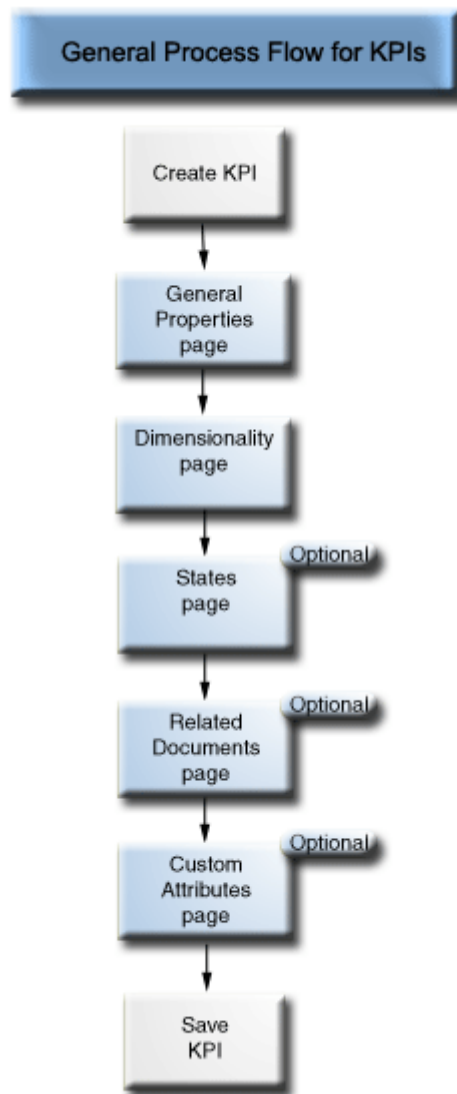 General Process Flow for KPIs
Create KPI
General
Properties
page
Dimensionality
page
Optional
States
page
Optional
Related
Documents
page
Optional
Custom
Attributes
page
Save
KPI